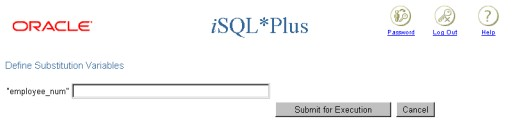 ORACLE®
iSQL*Plus
Password
Log Out
Help
Define Substitution Variables
"employee_num"
Submit for Execution
Cancel